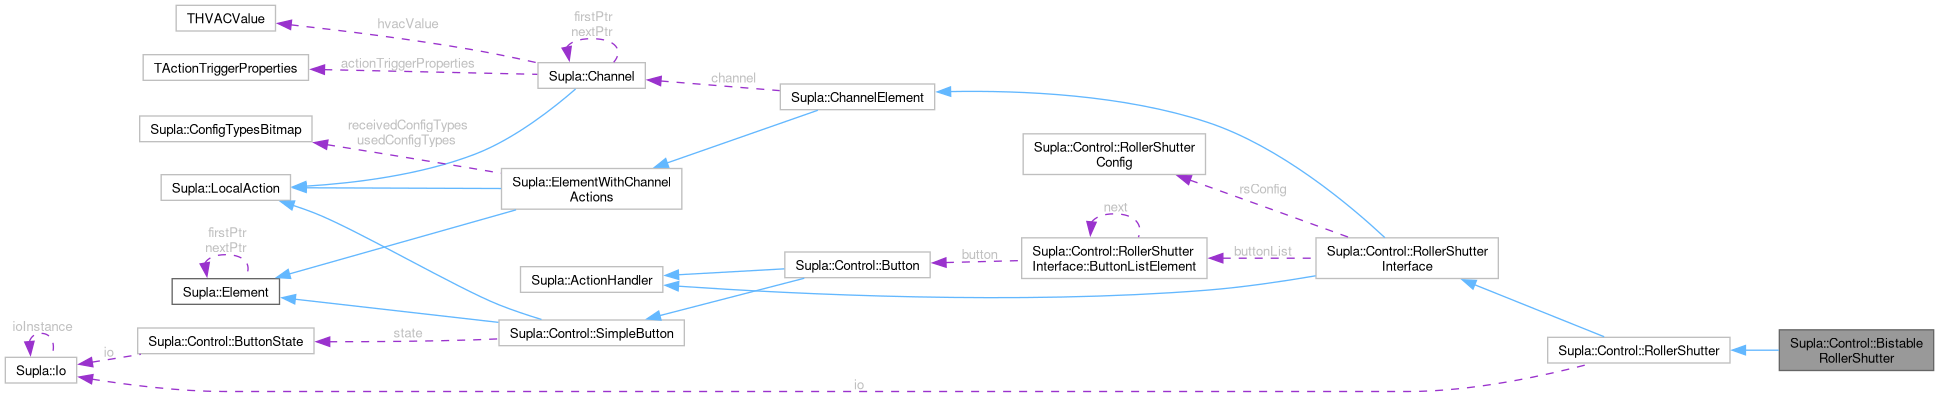 THVACValue
hvacValue
firstPtr
nextPtr
TActionTriggerProperties
actionTriggerProperties
Supla::Channel
channel
Supla::ChannelElement
Supla::ConfigTypesBitmap
receivedConfigTypes
usedConfigTypes
Supla::Control::RollerShutter
Config
Supla::LocalAction
Supla::ElementWithChannel
Actions
rsConfig
next
firstPtr
nextPtr
Supla::Element
Supla::ActionHandler
Supla::Control::Button
button
Supla::Control::RollerShutter
Interface::ButtonListElement
buttonList
Supla::Control::RollerShutter
Interface
ioInstance
Supla::Io
io
Supla::Control::ButtonState
state
Supla::Control::SimpleButton
Supla::Control::RollerShutter
Supla::Control::Bistable
RollerShutter
io